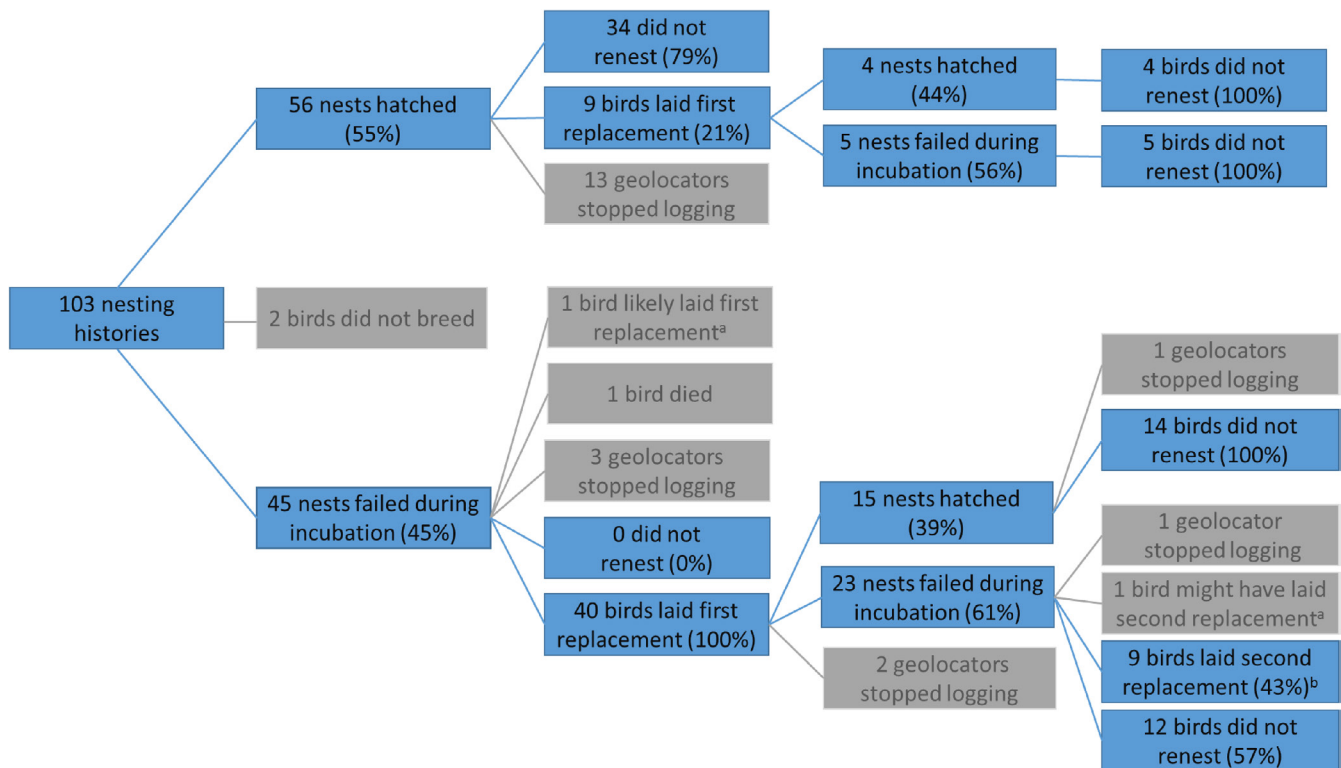 103 nesting
histories
56 nests hatched
(55%)
2 birds did not breed
45 nests failed during
incubation (45%)
34 did not
renest (79%)
9 birds laid first
replacement (21%)
13 geolocators
stopped logging
1 bird likely laid first
replacementᵃ
1 bird died
3 geolocators
stopped logging
0 did not
renest (0%)
40 birds laid first
replacement (100%)
4 nests hatched
(44%)
5 nests failed during
incubation (56%)
15 nests hatched
(39%)
23 nests failed during
incubation (61%)
2 geolocators
stopped logging
4 birds did not
renest (100%)
5 birds did not
renest (100%)
1 geolocators
stopped logging
14 birds did not
renest (100%)
1 geolocator
stopped logging
1 bird might have laid
second replacementᵃ
9 birds laid second
replacement (43%)ᵇ
12 birds did not
renest (57%)